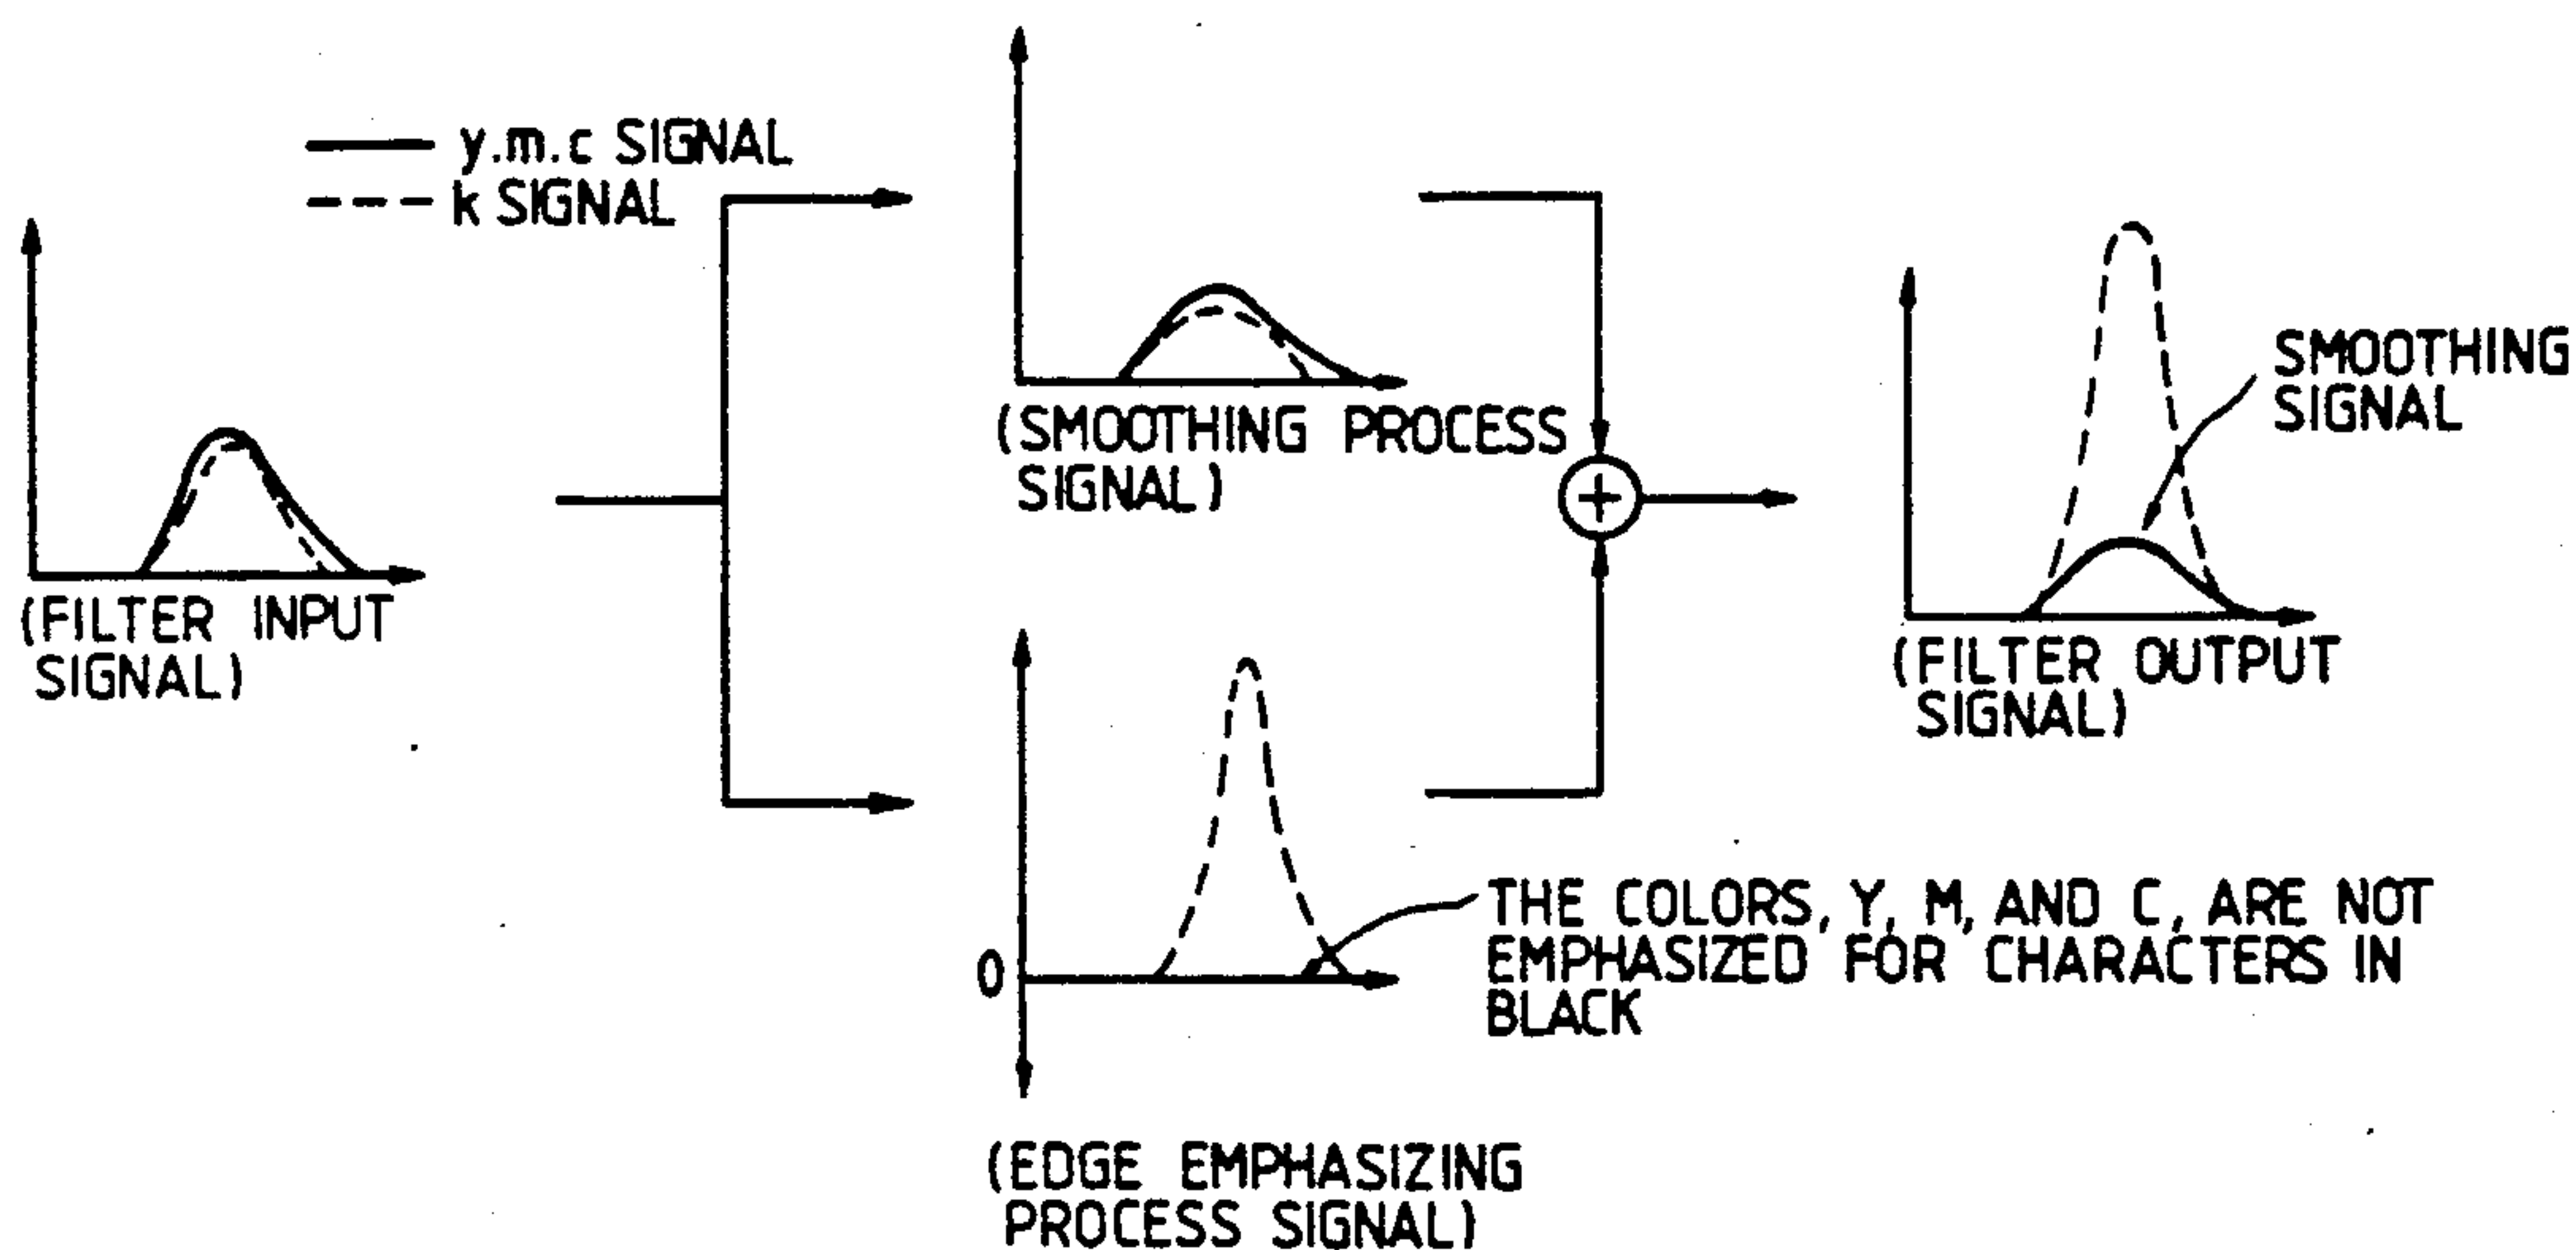 y.m.c SIGNAL
k SIGNAL
(FILTER INPUT
SIGNAL)
(SMOOTHING PROCESS
SIGNAL)
+
SMOOTHING
SIGNAL
(FILTER OUTPUT
SIGNAL)
0
THE COLORS, Y, M, AND C, ARE NOT
EMPHASIZED FOR CHARACTERS IN
BLACK
(EDGE EMPHASIZING
PROCESS SIGNAL)